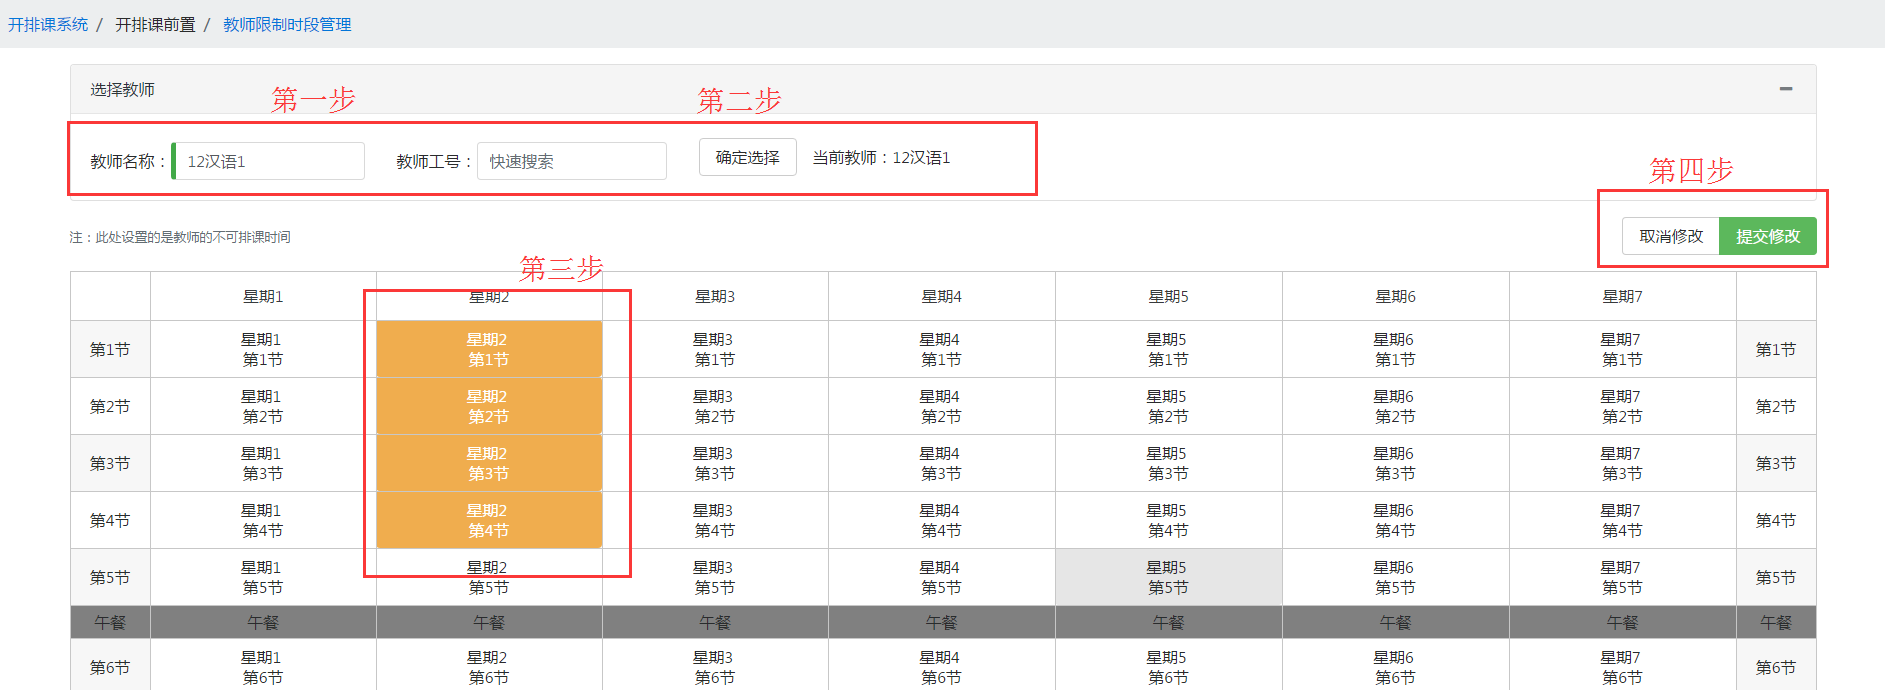 开排课系统 / 开排课前置 / 教师限制时段管理
选择教师
第一步 第二步
教师名称： 12汉语1 教师工号： 快速搜索 确定选择 当前教师：12汉语1
第四步
注：此处设置的是教师的不可排课时间 取消修改 提交修改
第三步
星期1 星期2 星期3 星期4 星期5 星期6 星期7
星期1 星期2 星期3 星期4 星期5 星期6 星期7
第1节 第1节 第1节 第1节 第1节 第1节 第1节 第1节 第1节
星期1 星期2 星期3 星期4 星期5 星期6 星期7
第2节 第2节 第2节 第2节 第2节 第2节 第2节 第2节 第2节
星期1 星期2 星期3 星期4 星期5 星期6 星期7
第3节 第3节 第3节 第3节 第3节 第3节 第3节 第3节 第3节
星期1 星期2 星期3 星期4 星期5 星期6 星期7
第4节 第4节 第4节 第4节 第4节 第4节 第4节 第4节 第4节
星期1 星期2 星期3 星期4 星期5 星期6 星期7
第5节 第5节 第5节 第5节 第5节 第5节 第5节 第5节 第5节
午餐 午餐 午餐 午餐 午餐 午餐 午餐 午餐 午餐
星期1 星期2 星期3 星期4 星期5 星期6 星期7
第6节 第6节 第6节 第6节 第6节 第6节 第6节 第6节 第6节